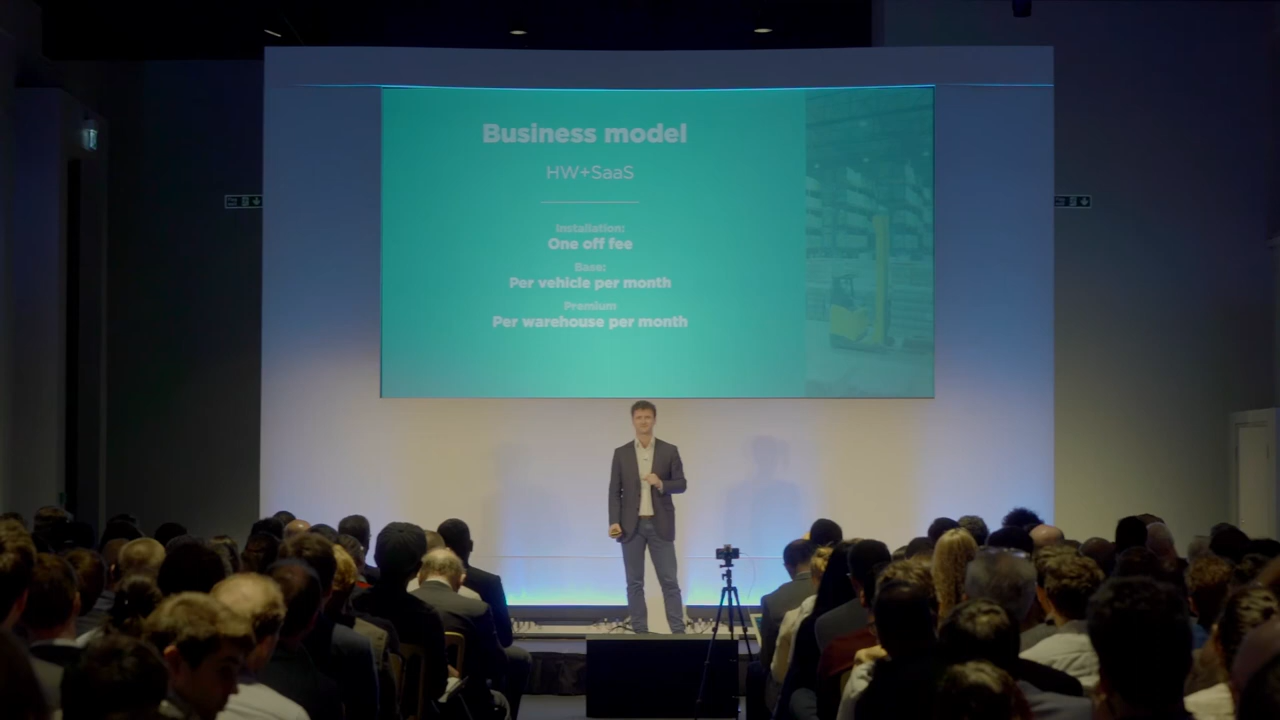 Business model
HW+SaaS
Installation:
One off fee
Base:
Per vehicle per month
Premium
Per warehouse per month